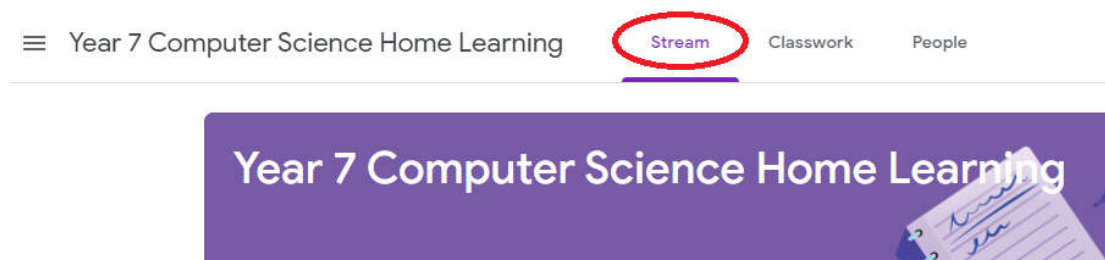 Year 7 Computer Science Home Learning Stream Classwork People
Year 7 Computer Science Home Learning